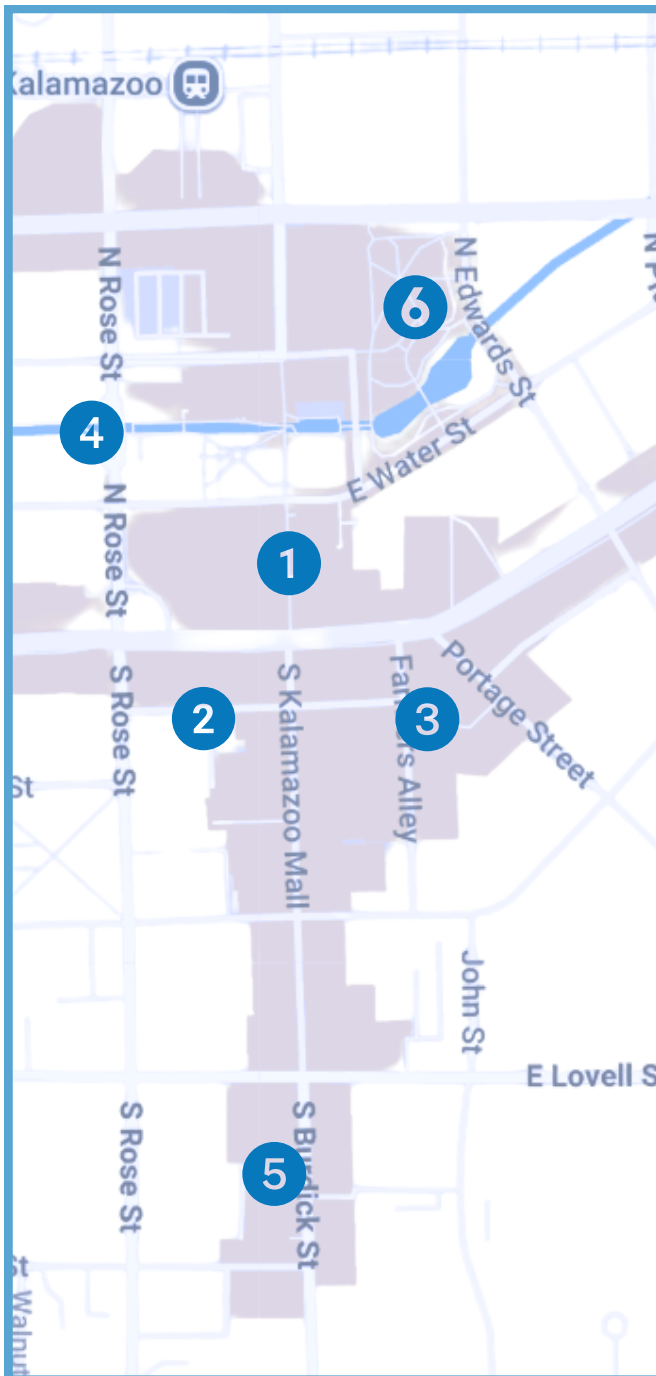 Kalamazoo
N Rose St
N Edwards St
6
4
N Rose St
E Water St
1
S Rose St
S Kalamazoo Mall
2
3
Portage Street
St
John St
E Lovell S
S Rose St
S Burdick St
5
St
Walnut